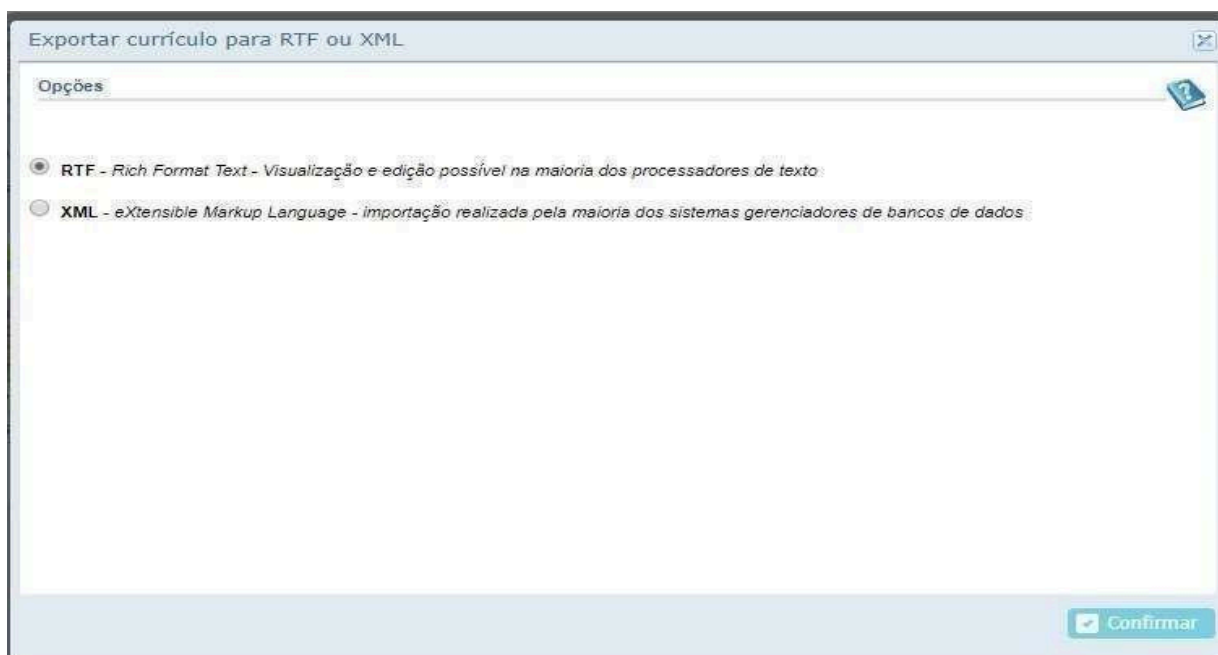 Exportar currículo para RTF ou XML
Opções
RTF - Rich Format Text - Visualização e edição possível na maioria dos processadores de texto
XML - eXtensible Markup Language - importação realizada pela maioria dos sistemas gerenciadores de bancos de dados
Confirmar